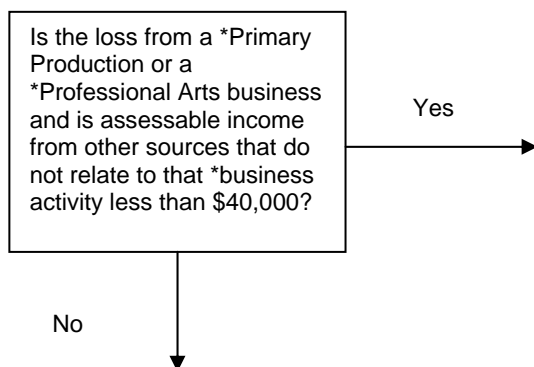 Is the loss from a *Primary
Production or a
*Professional Arts business
and is assessable income
from other sources that do
not relate to that *business
activity less than $40,000?
Yes
No